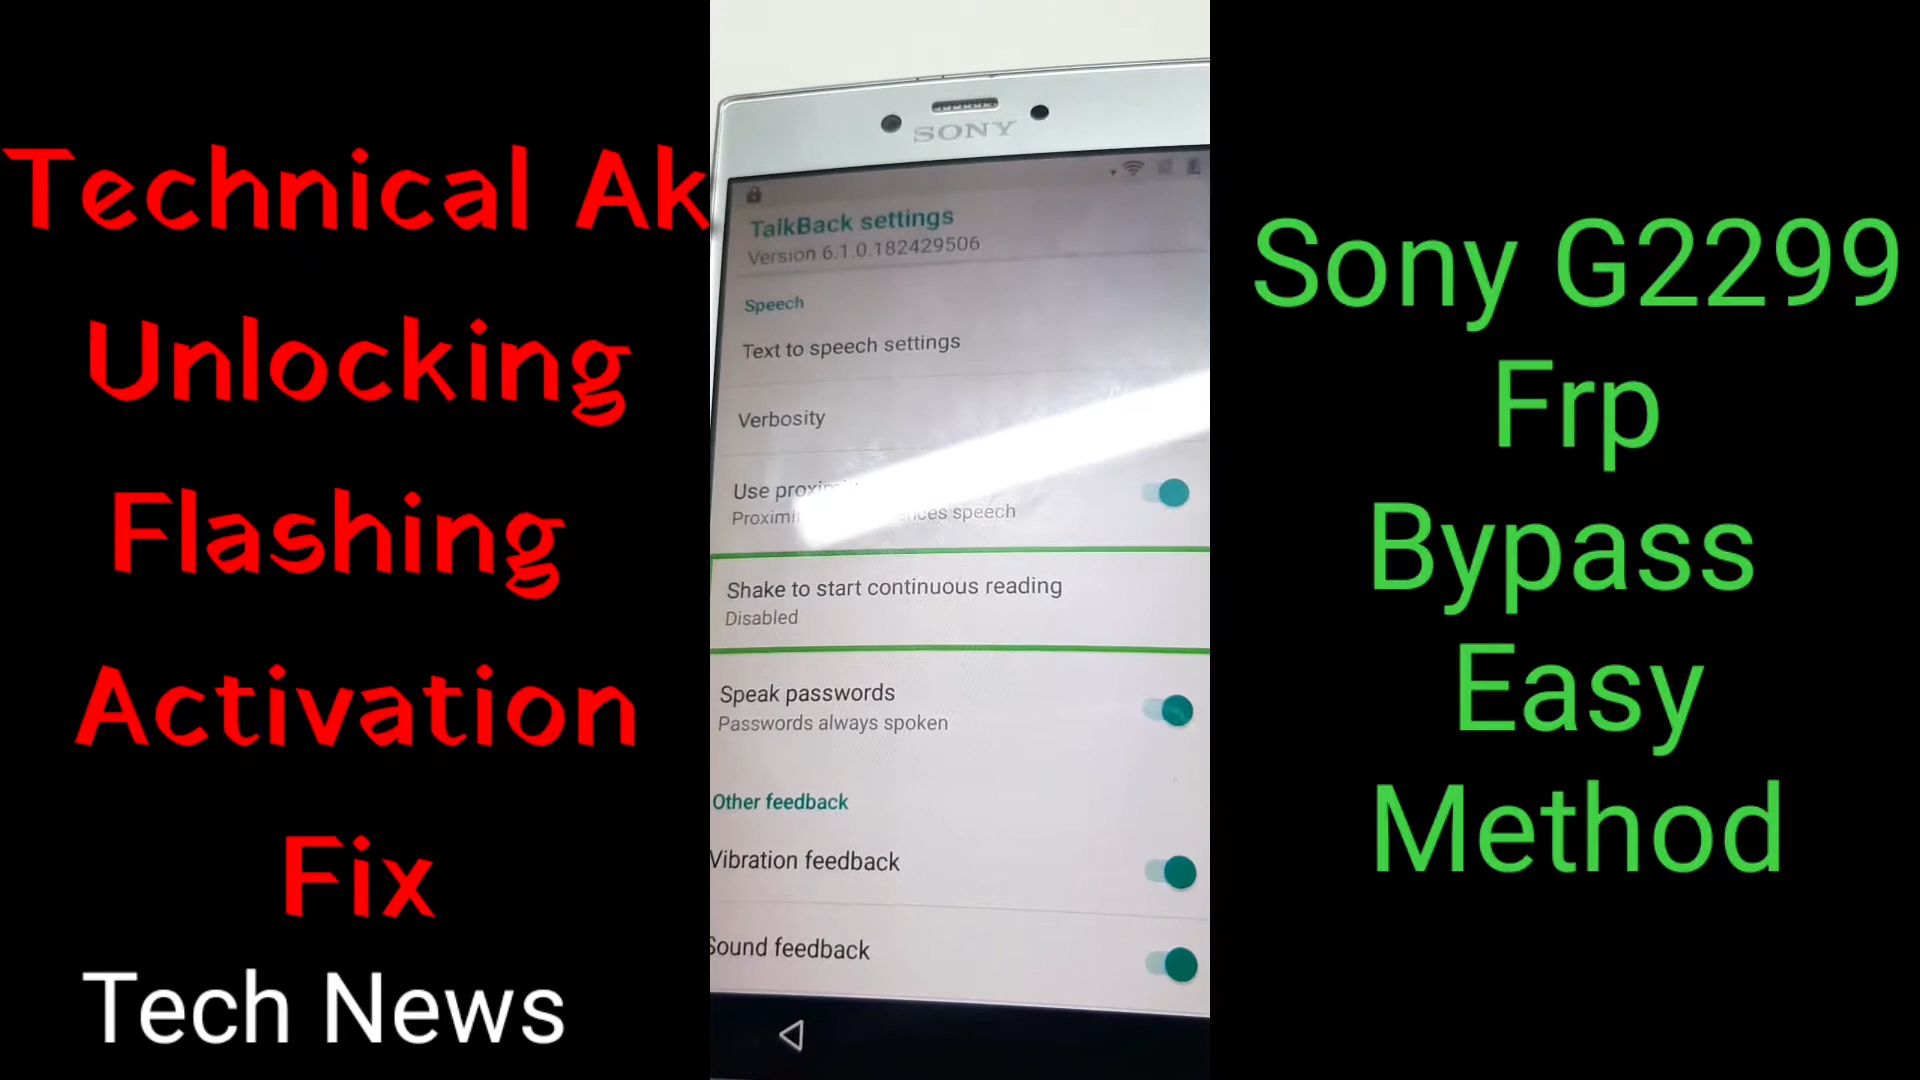 Technical Ak
Unlocking
Flashing
Activation
Fix
Tech News
SONY
TalkBack settings
Version 6.1.0.182429506
Speech
Text to speech settings
Verbosity
Use
speech
Shake to start continuous reading
Disabled
Speak passwords
Passwords always spoken
Other feedback
Vibration feedback
Sound feedback
Sony G2299
Frp
Bypass
Easy
Method